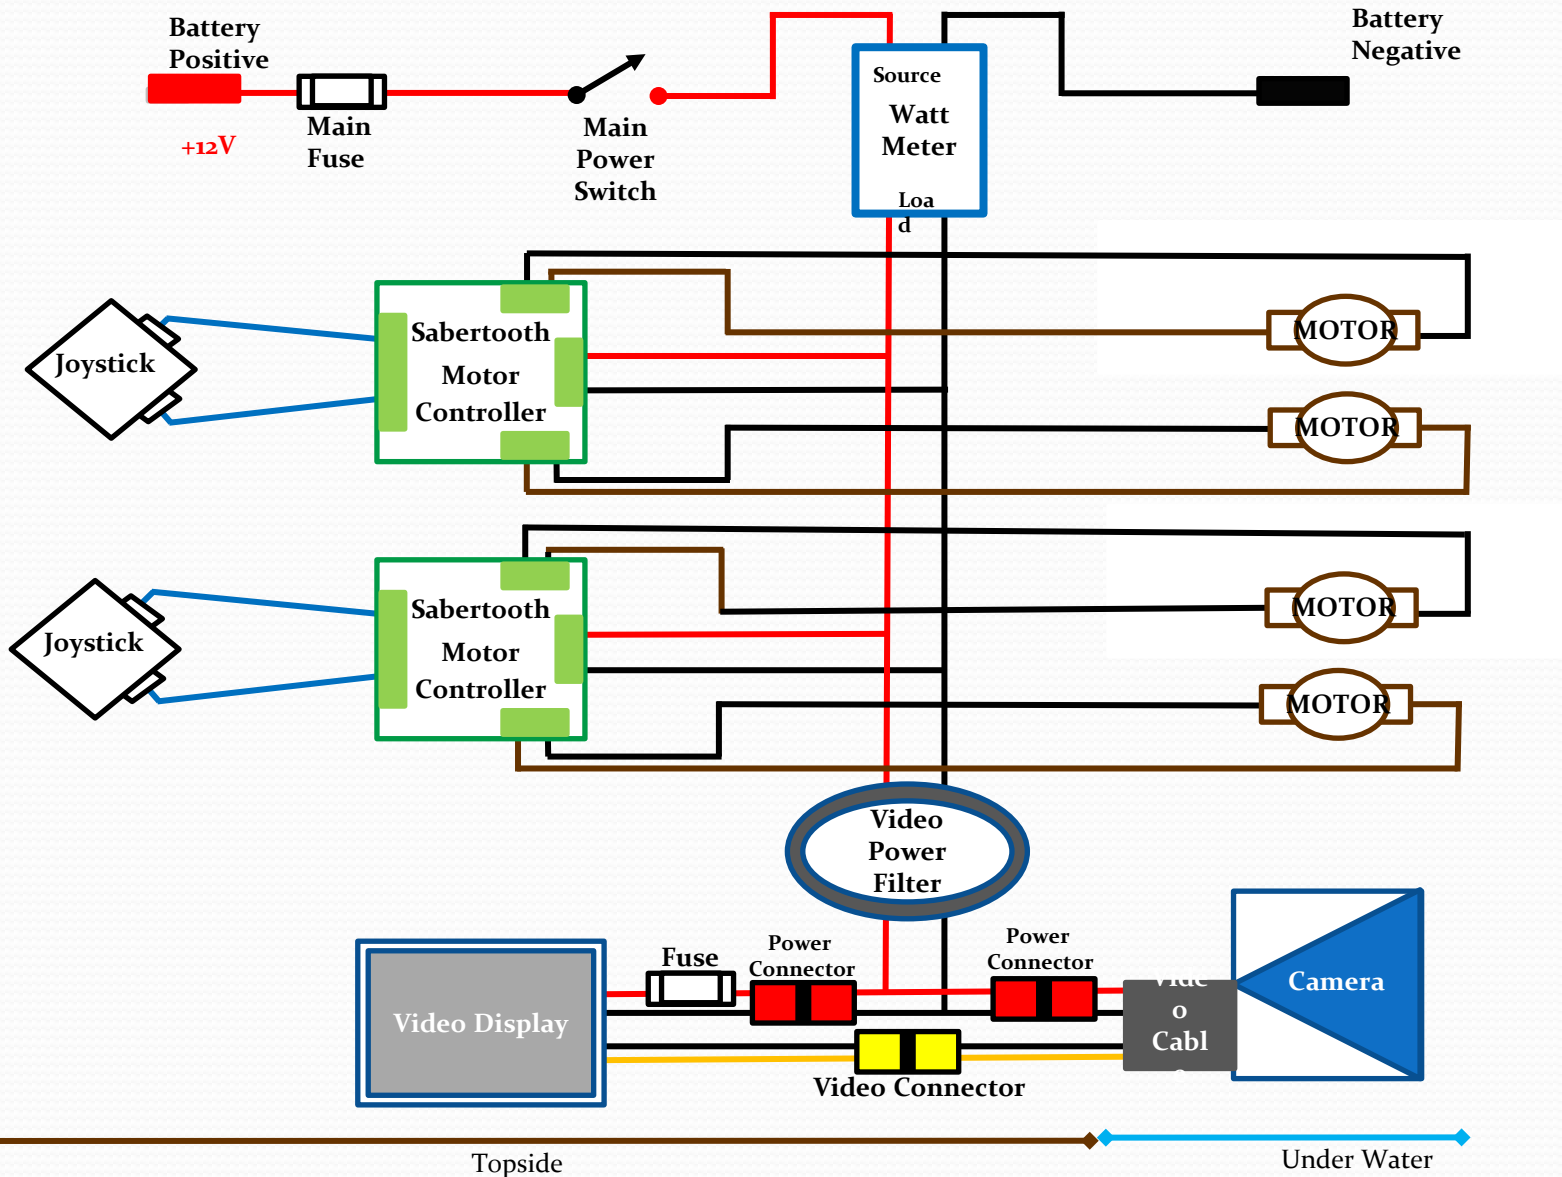 Battery
Positive
+12V
Main
Fuse
Main
Power
Switch
Source
Watt
Meter
Loa
d
Battery
Negative
Joystick
Sabertooth
Motor
Controller
MOTOR
MOTOR
Joystick
Sabertooth
Motor
Controller
MOTOR
MOTOR
Video
Power
Filter
Video Display
Fuse
Power
Connector
Power
Connector
Vide
o
Cabl
Camera
Video Connector
Topside
Under Water